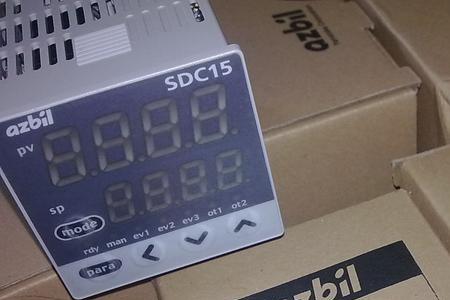 azbil
SDC15
azbil
pv
sp
mode
rdy man ev1 ev2 ev3 ot1 ot2
para
azbil